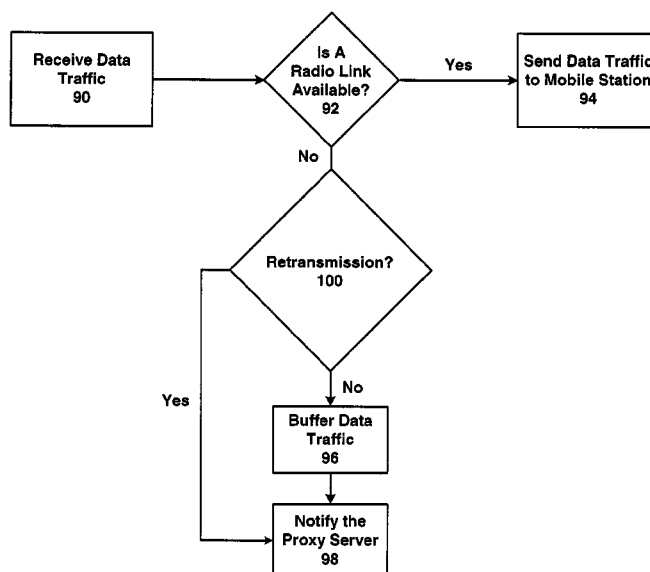 Receive Data
Traffic
90
Is A
Radio Link
Available?
92
Yes
Send Data Traffic
to Mobile Station
94
No
Retransmission?
100
No
Yes
Buffer Data
Traffic
96
Notify the
Proxy Server
98